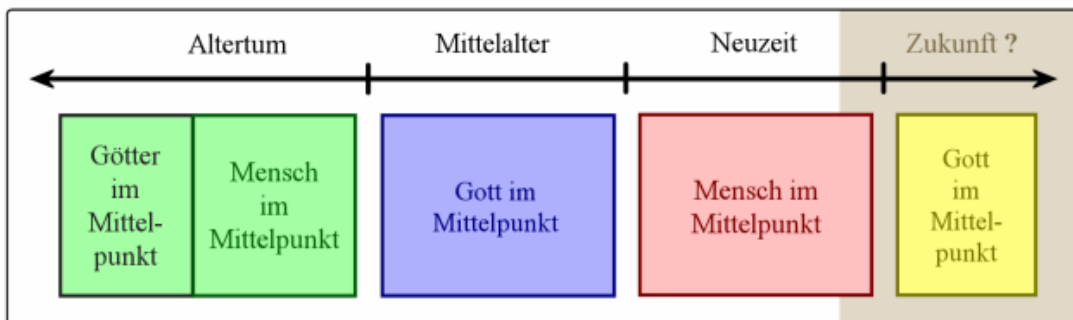 Altertum
Mittelalter
Neuzeit
Zukunft ?
Götter
im
Mittel-
punkt
Mensch
im
Mittelpunkt
Gott im
Mittelpunkt
Mensch im
Mittelpunkt
Gott
im
Mittel-
punkt